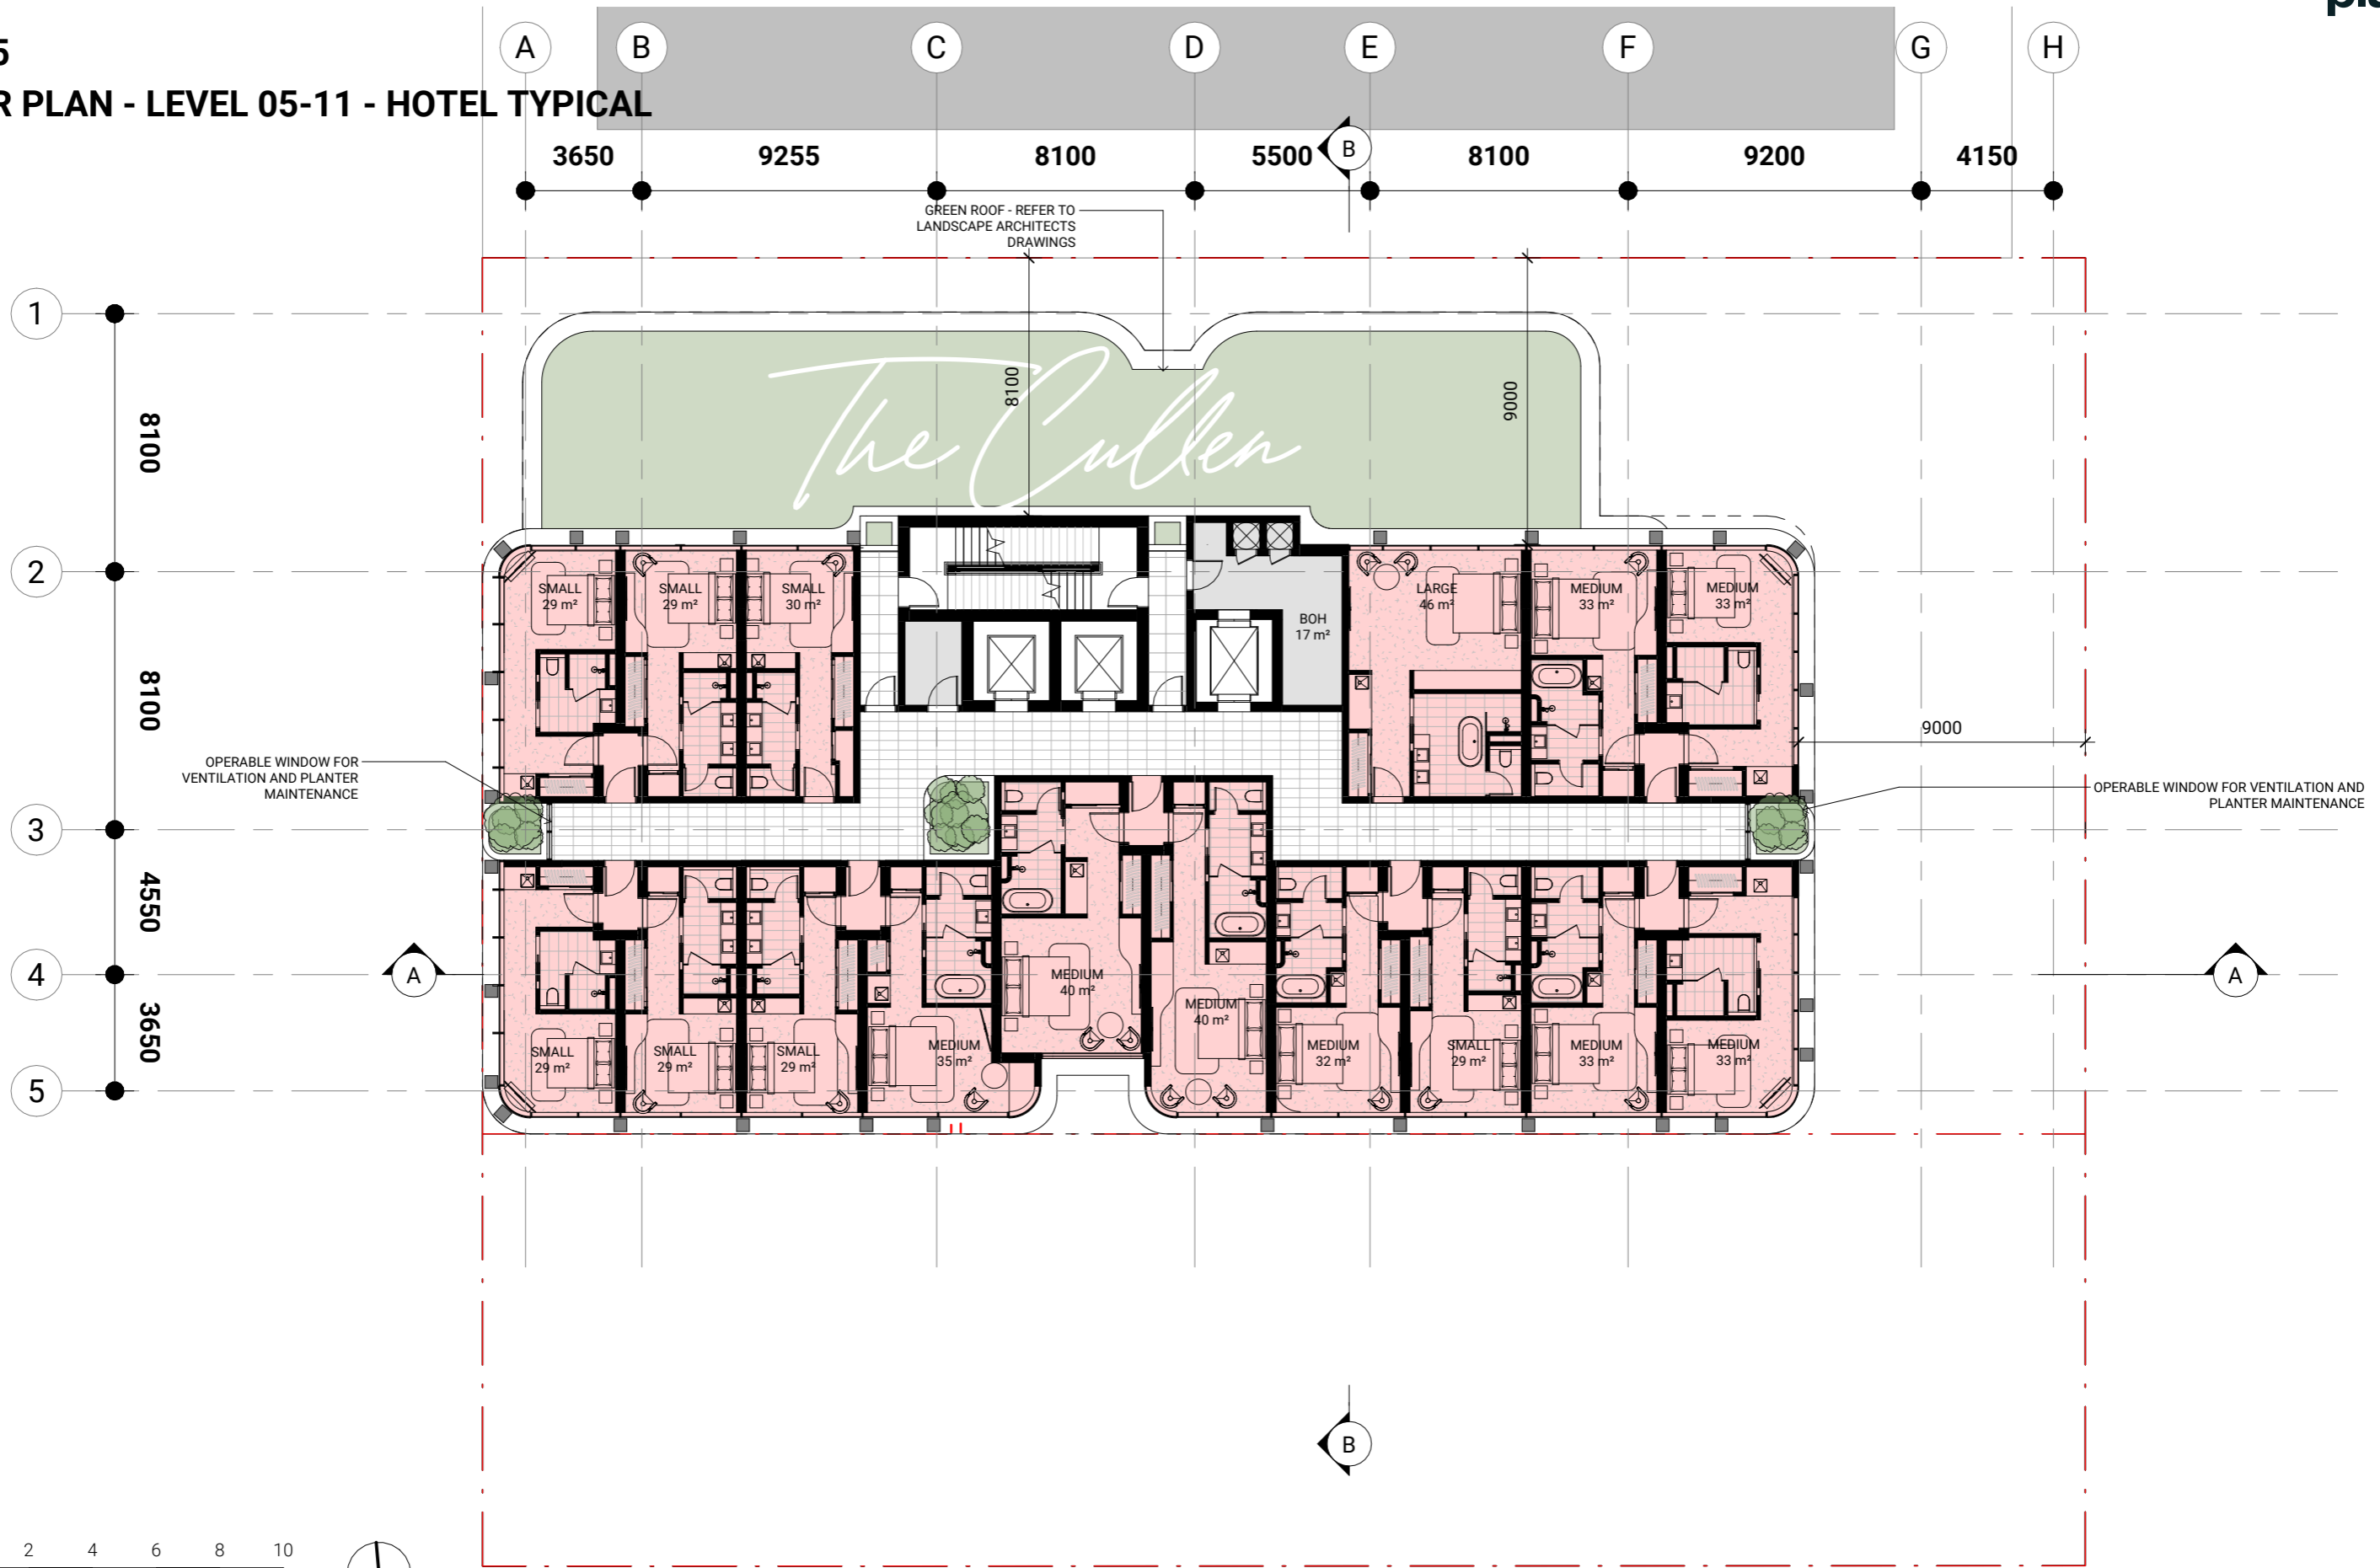 A B C D E F G H
R PLAN - LEVEL 05-11 - HOTEL TYPICAL
3650 9255 8100 5500 B 8100 9200 4150
GREEN ROOF - REFER TO
LANDSCAPE ARCHITECTS
DRAWINGS
1
8100
8100
9000
The Cullen
2
SMALL
29 m²
SMALL
29 m²
SMALL
30 m²
BOH
17 m²
LARGE
46 m²
MEDIUM
33 m²
MEDIUM
33 m²
8100
9000
OPERABLE WINDOW FOR
VENTILATION AND PLANTER
MAINTENANCE
OPERABLE WINDOW FOR VENTILATION AND
PLANTER MAINTENANCE
3
4550
4
A
A
3650
SMALL
29 m²
SMALL
29 m²
SMALL
29 m²
MEDIUM
35 m²
MEDIUM
40 m²
MEDIUM
40 m²
MEDIUM
32 m²
SMALL
29 m²
MEDIUM
33 m²
MEDIUM
33 m²
5
B
2 4 6 8 10